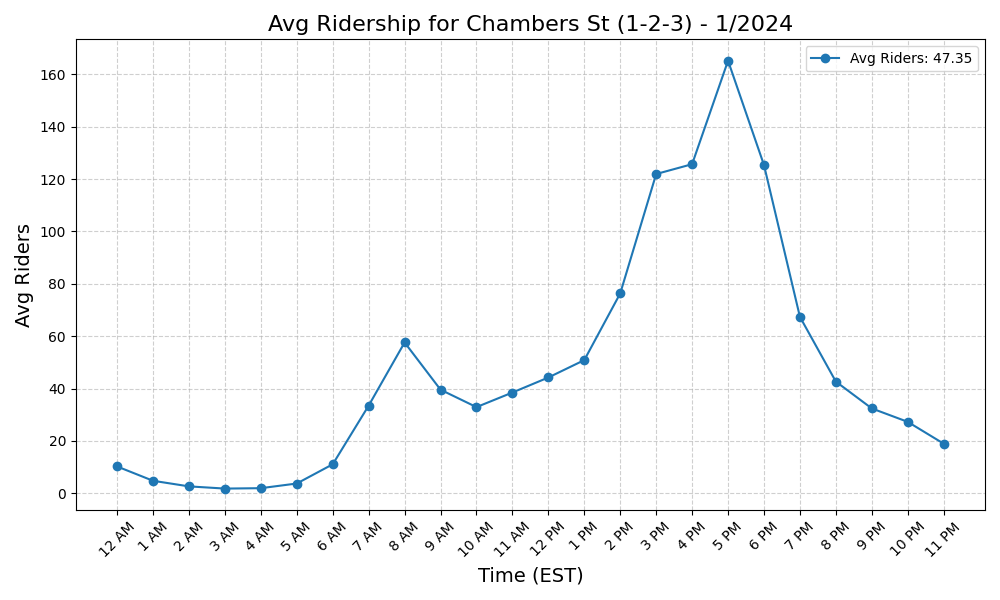 Avg Ridership for Chambers St (1-2-3) - 1/2024
Avg Riders: 47.35
Avg Riders
160
140
120
100
80
60
40
20
0
12 AM
1 AM
2 AM
3 AM
4 AM
5 AM
6 AM
7 AM
8 AM
9 AM
10 AM
11 AM
12 PM
1 PM
2 PM
3 PM
4 PM
5 PM
6 PM
7 PM
8 PM
9 PM
10 PM
11 PM
Time (EST)